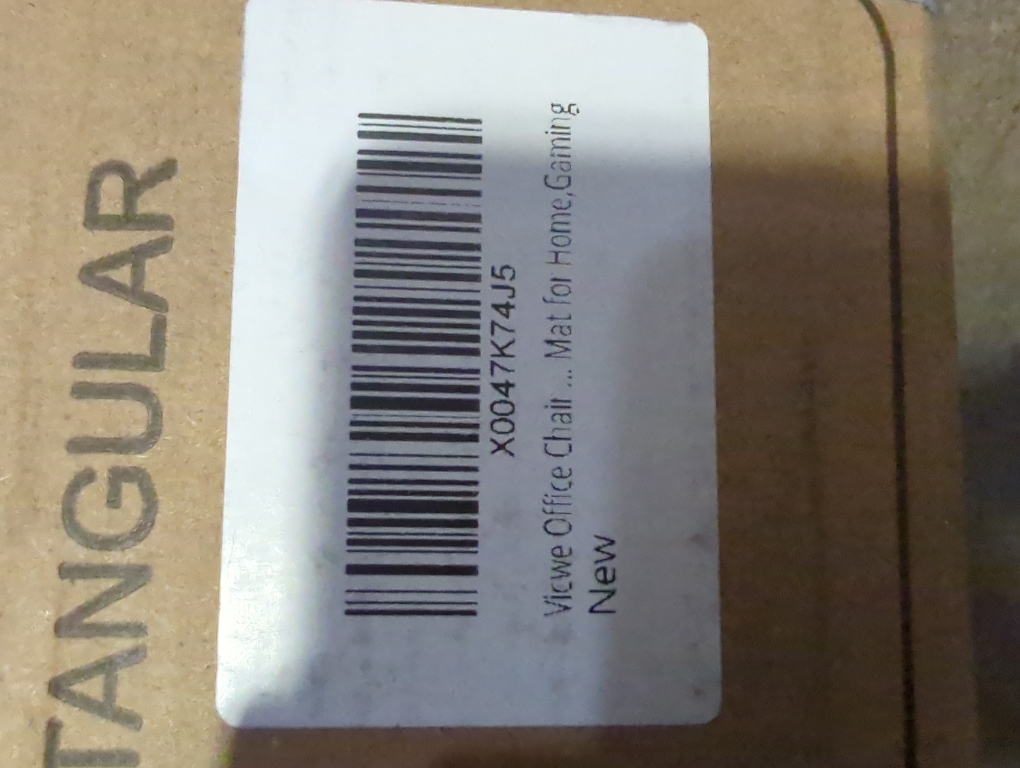 TANGULAR
X0047K74J5
Vicwe Office Chair ... Mat for Home,Gaming
New